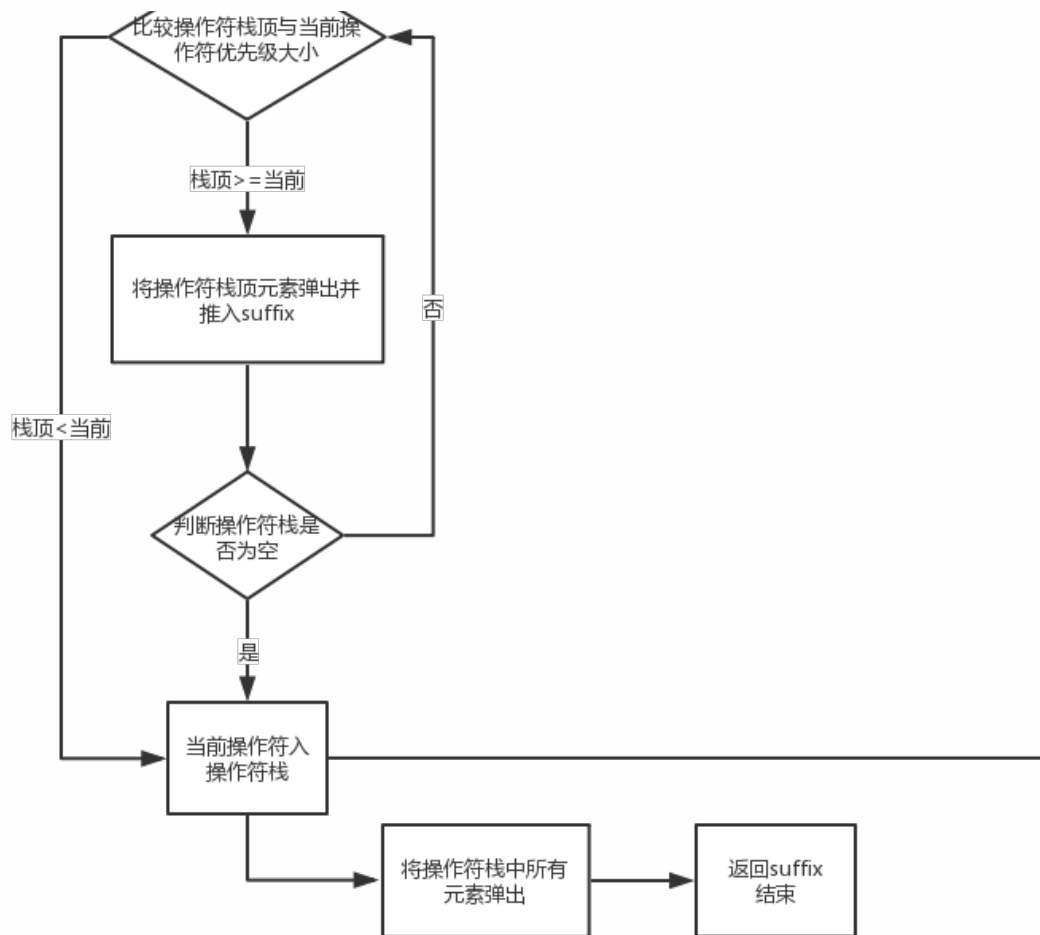 比较操作符栈顶与当前操
作符优先级大小
栈顶>=当前
将操作符栈顶元素弹出并
推入suffix
否
栈顶<当前
判断操作符栈是
否为空
是
当前操作符入
操作符栈
将操作符栈中所有
元素弹出
返回suffix
结束